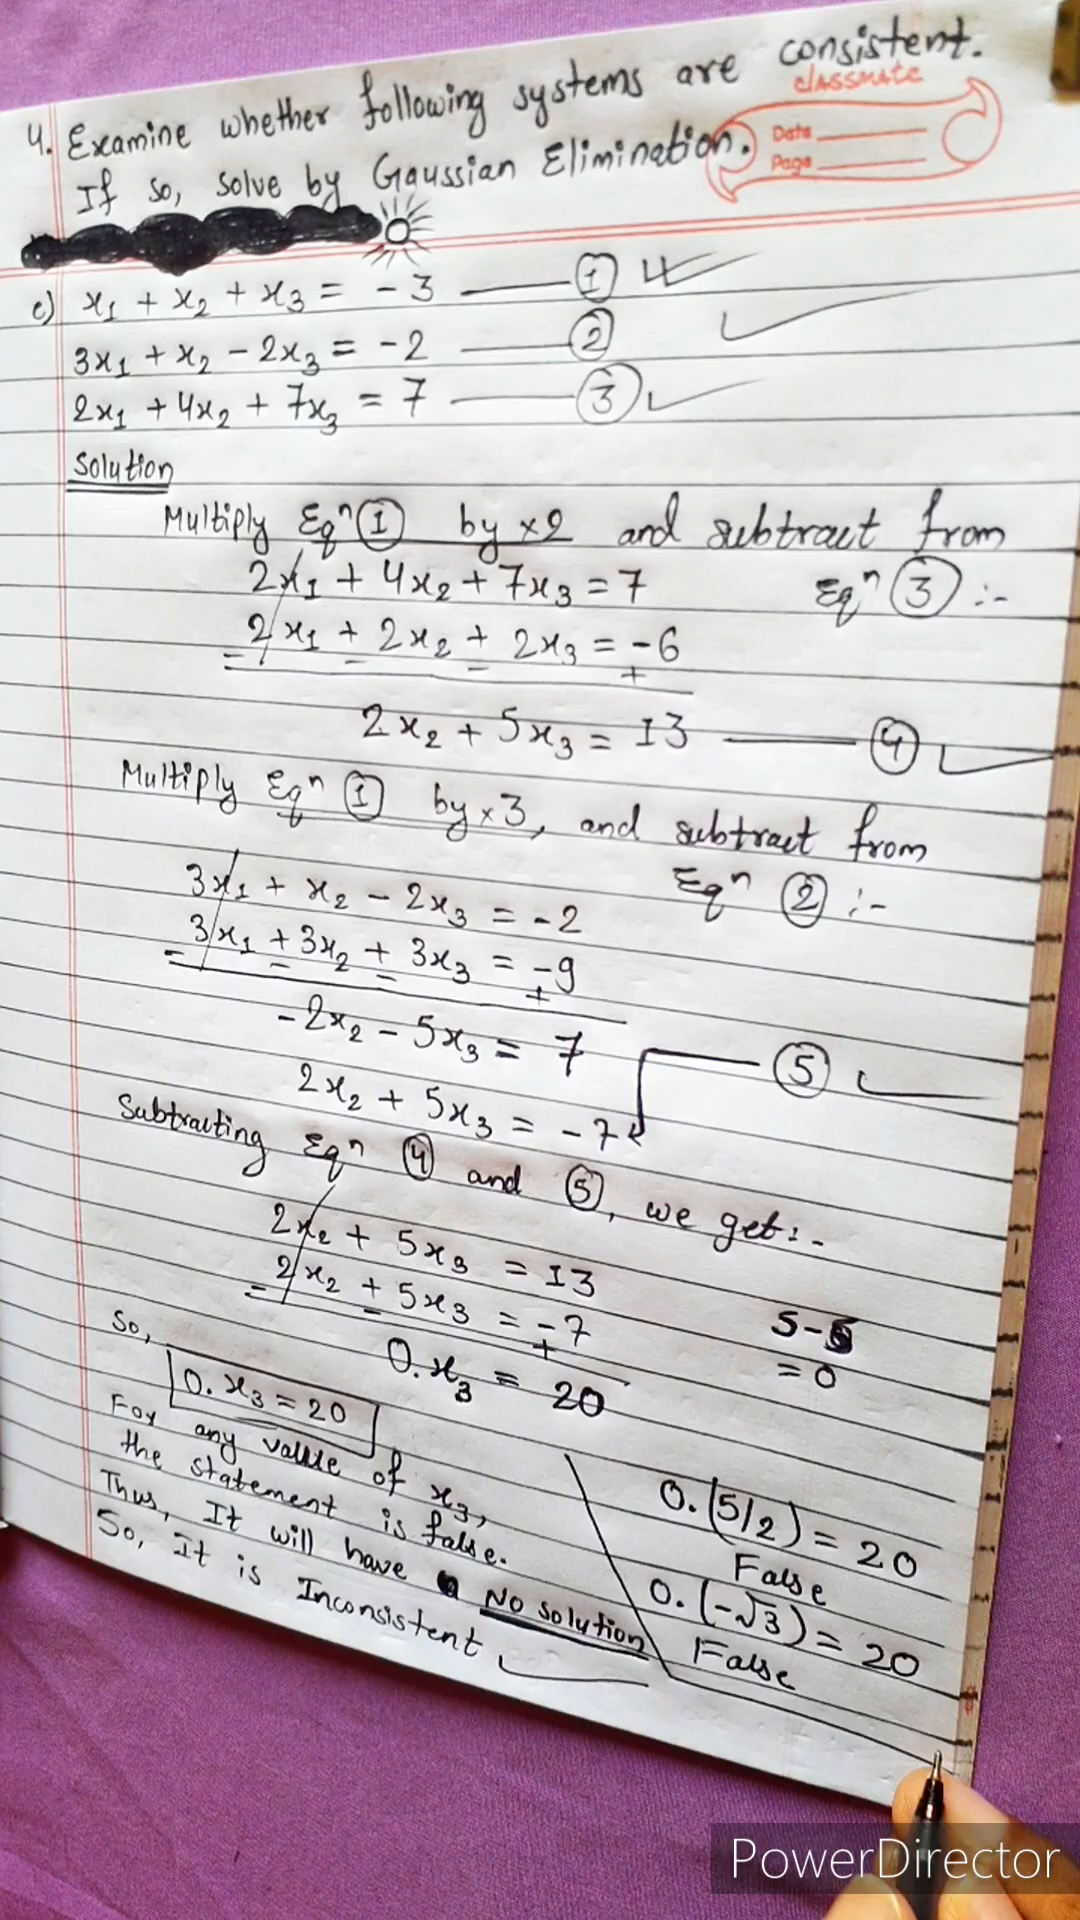 4. Examine whether following systems are consistent.
classmate
Date
Page
If so, solve by Gaussian Elimination.
c) x₁ + x₂ + x₃ = -3 —— ①
3x₁ + x₂ - 2x₃ = -2 —— ②
2x₁ + 4x₂ + 7x₃ = 7 —— ③
Solution
Multiply Eqⁿ ① by ×2 and subtract from
Eqⁿ ③ :-
2x₁ + 4x₂ + 7x₃ = 7
2x₁ + 2x₂ + 2x₃ = -6
- - - +
2x₂ + 5x₃ = 13 —— ④
Multiply Eqⁿ ① by ×3, and subtract from
Eqⁿ ② :-
3x₁ + x₂ - 2x₃ = -2
3x₁ + 3x₂ + 3x₃ = -9
- - - +
-2x₂ - 5x₃ = 7
2x₂ + 5x₃ = -7 —— ⑤
Subtracting Eqⁿ ④ and ⑤, we get:-
2x₂ + 5x₃ = 13
2x₂ + 5x₃ = -7
- - +
0.x₃ = 20
5-5
= 0
So,
0.x₃ = 20
For any value of x₃,
the statement is false.
Thus, It will have NO solution
So, it is Inconsistent
0.(5/2) = 20
False
0.(-√3) = 20
False
PowerDirector